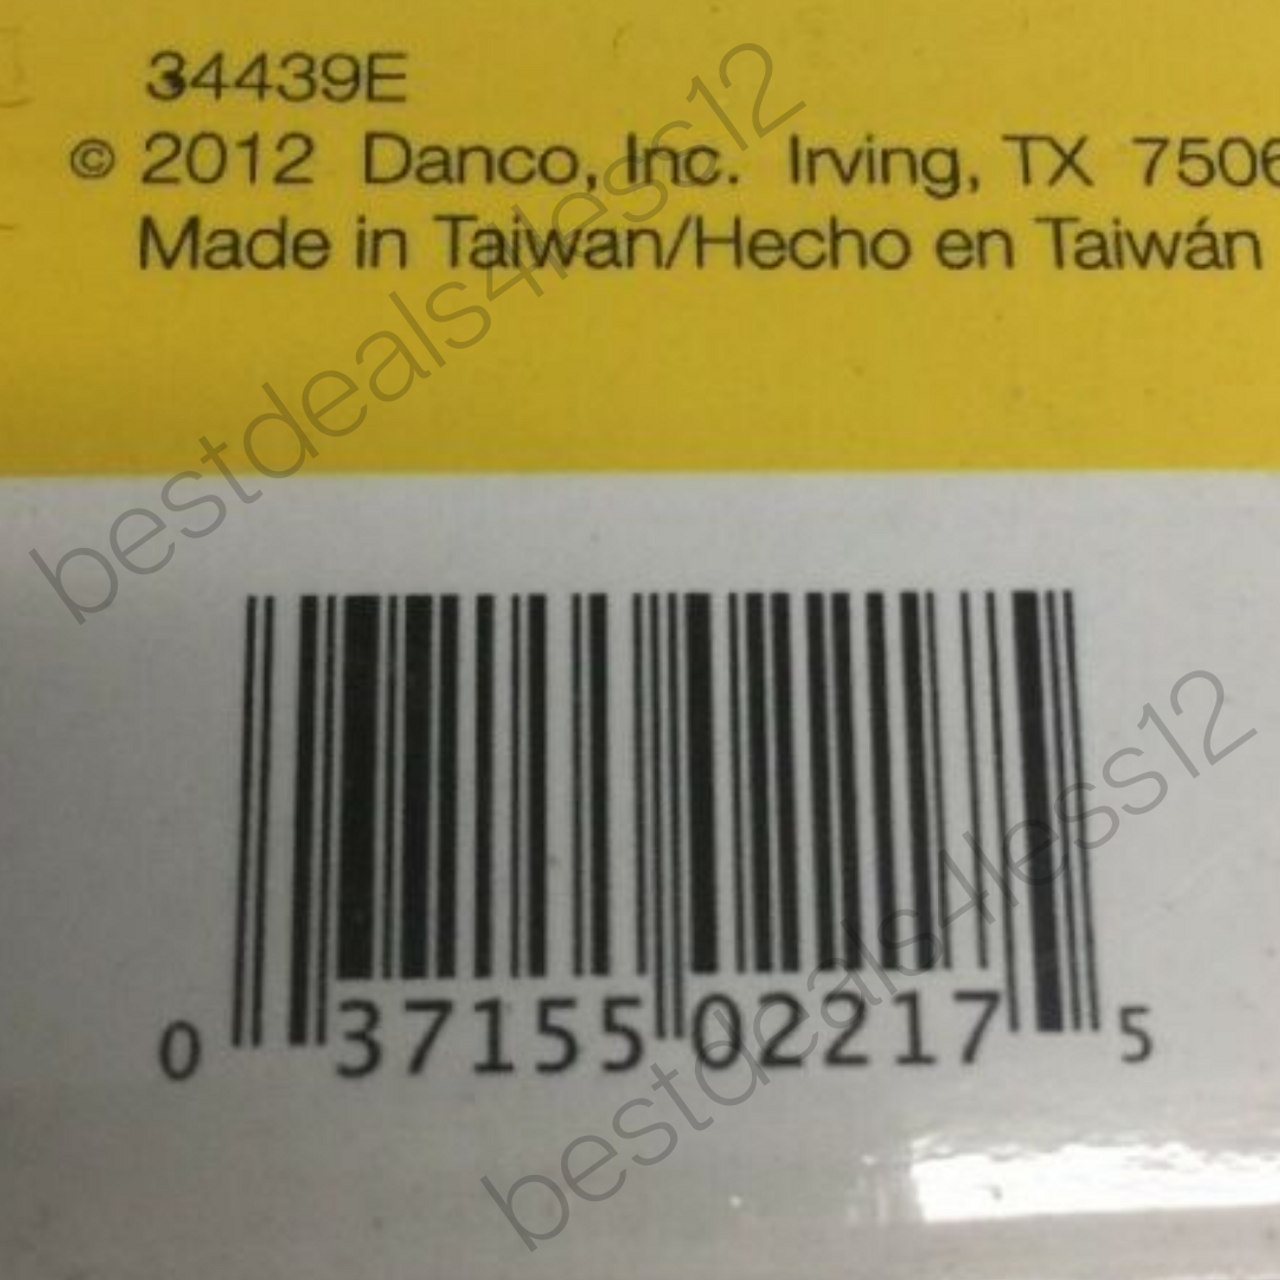 34439E
© 2012 Danco, Inc. Irving, TX 7506
Made in Taiwan/Hecho en Taiwán
bestdeals4less12
0 37155 02217 5
bestdeals4less12